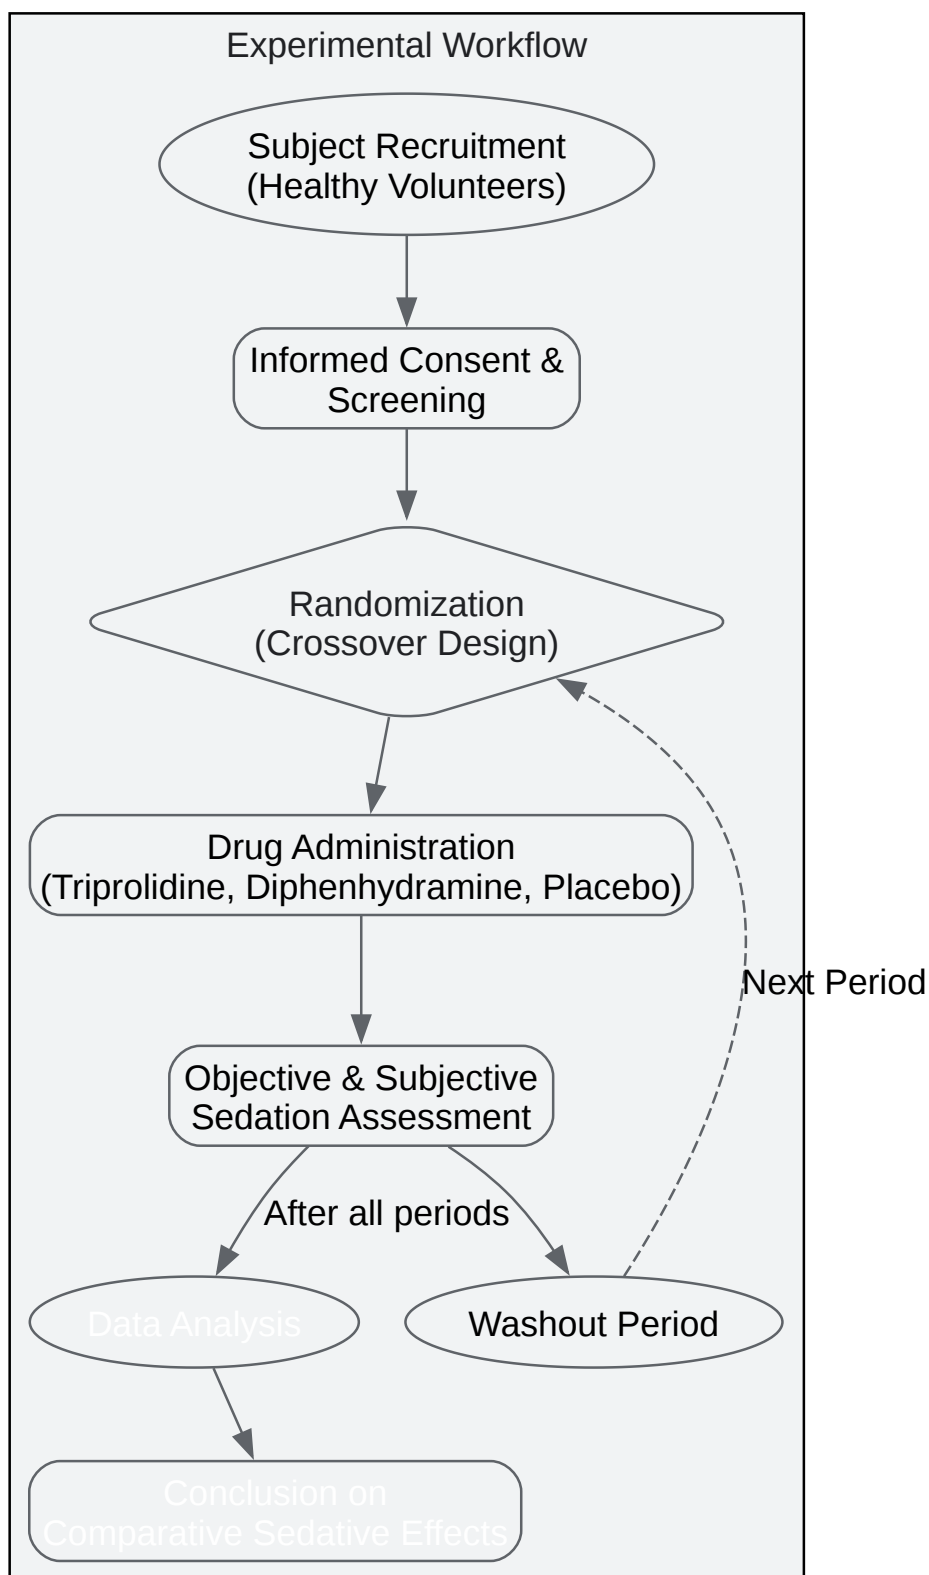 Experimental Workflow
Subject Recruitment
(Healthy Volunteers)
Informed Consent &
Screening
Randomization
(Crossover Design)
Drug Administration
(Triprolidine, Diphenhydramine, Placebo)
Next Period
Objective & Subjective
Sedation Assessment
After all periods
Data Analysis
Washout Period
Conclusion on
Comparative Sedative Effects